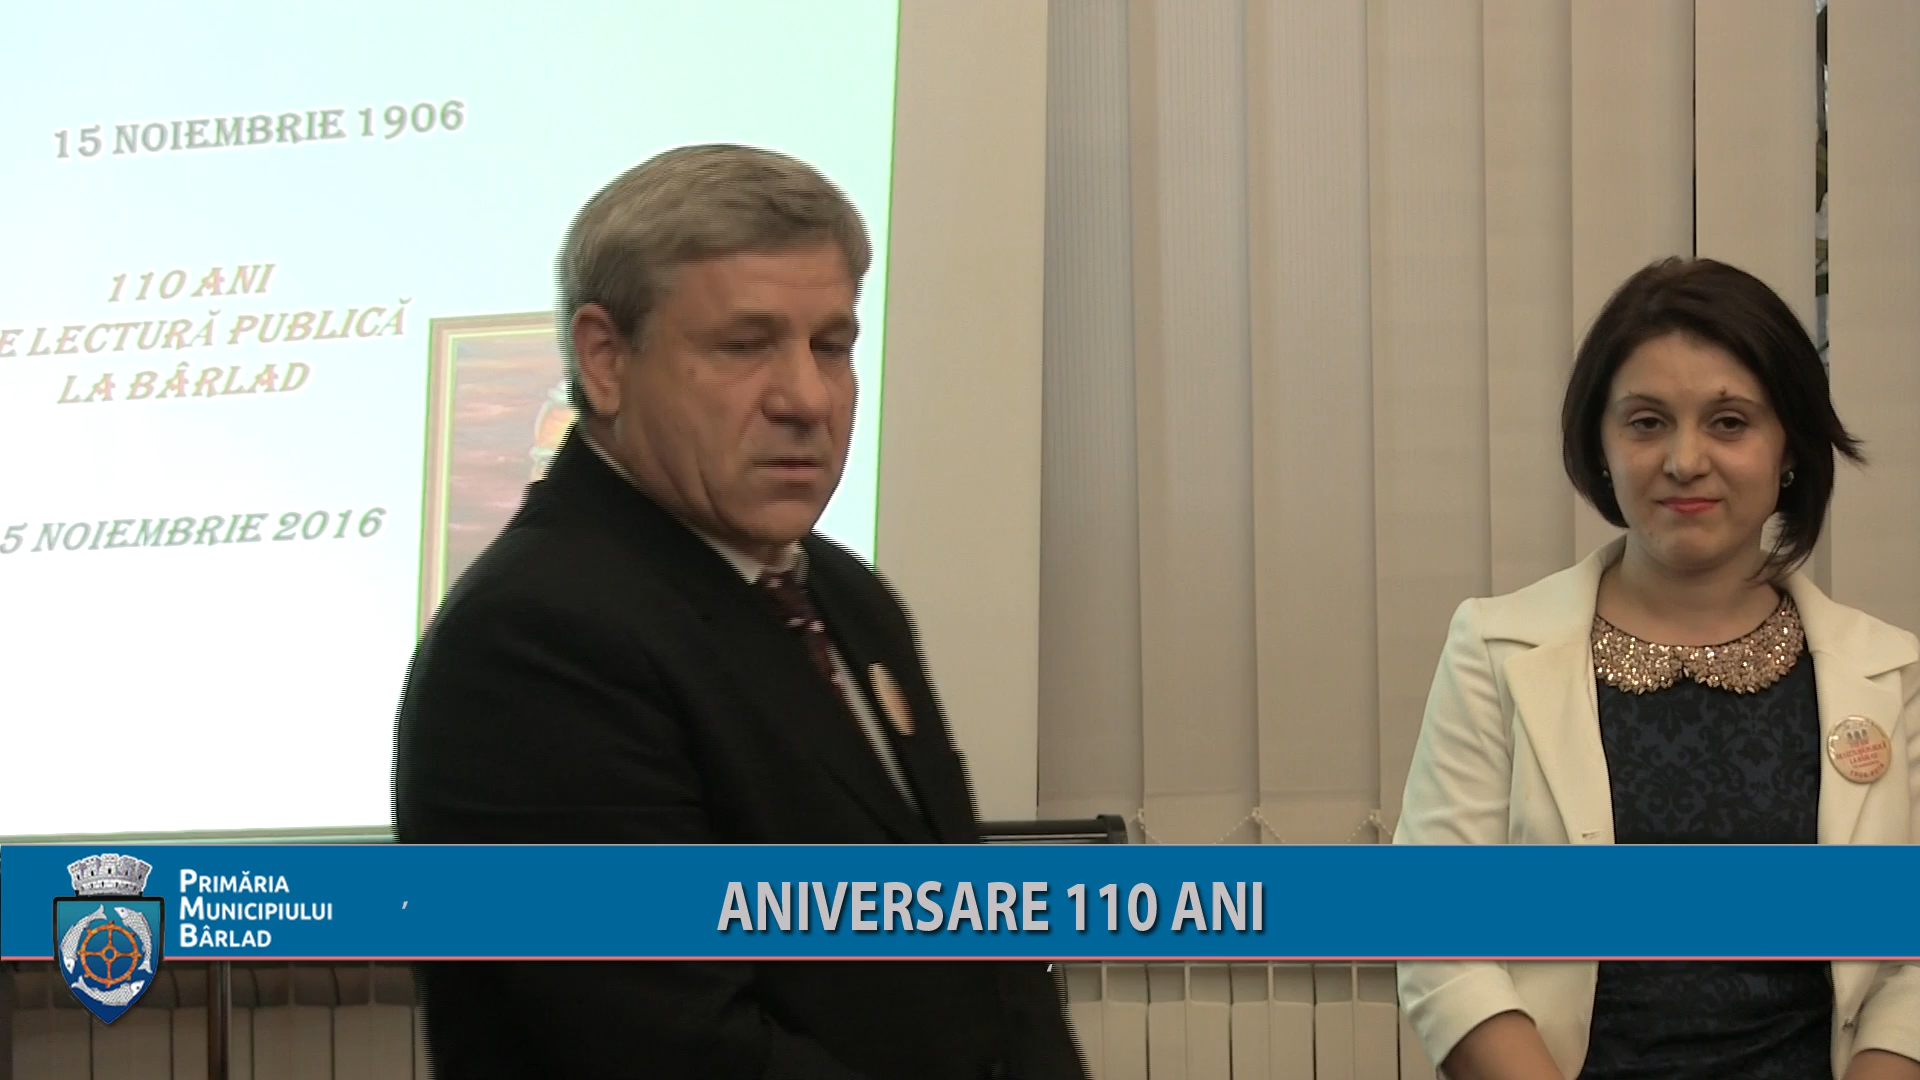 15 NOIEMBRIE 1906
110 ANI
E LECTURĂ PUBLICĂ
LA BÂRLAD
5 NOIEMBRIE 2016
PRIMĂRIA
MUNICIPIULUI
BÂRLAD
ANIVERSARE 110 ANI